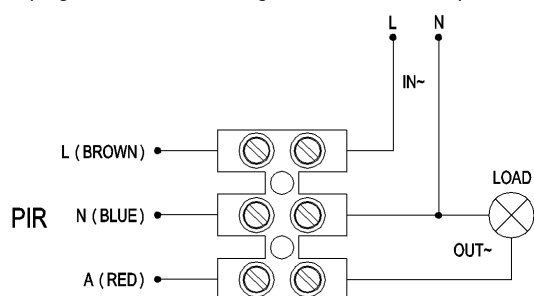 L N
IN~
L (BROWN)
LOAD
PIR N (BLUE)
OUT~
A (RED)